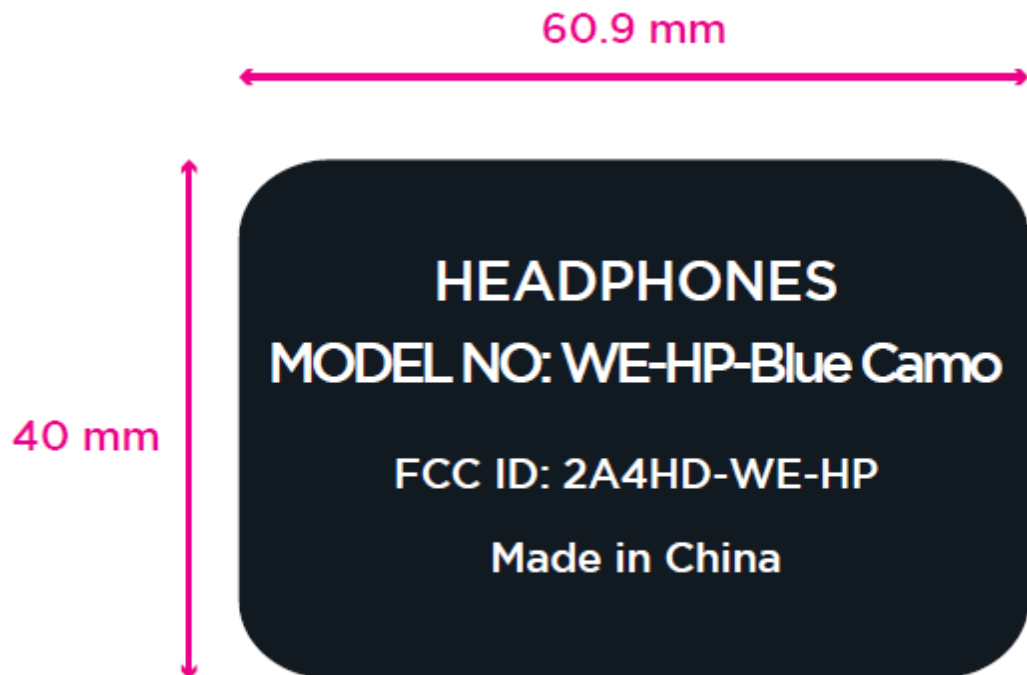 60.9 mm
HEADPHONES
MODEL NO: WE-HP-Blue Camo
40 mm
FCC ID: 2A4HD-WE-HP
Made in China